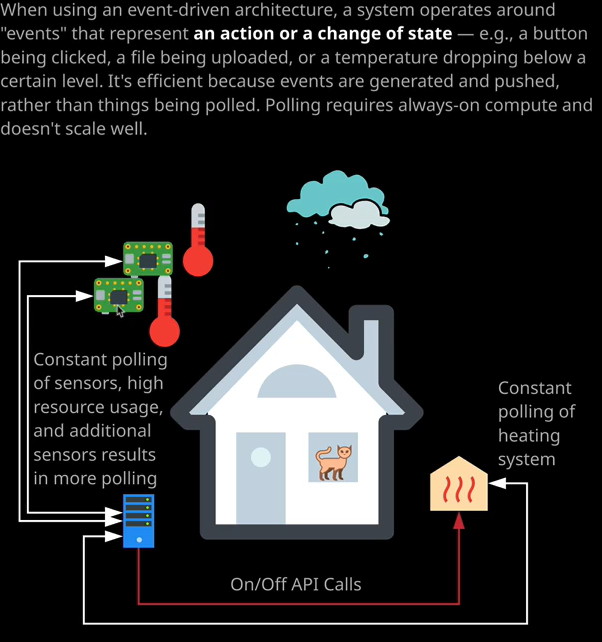 When using an event-driven architecture, a system operates around
"events" that represent an action or a change of state — e.g., a button
being clicked, a file being uploaded, or a temperature dropping below a
certain level. It's efficient because events are generated and pushed,
rather than things being polled. Polling requires always-on compute and
doesn't scale well.
Constant polling
of sensors, high
resource usage,
and additional
sensors results
in more polling
Constant
polling of
heating
system
On/Off API Calls